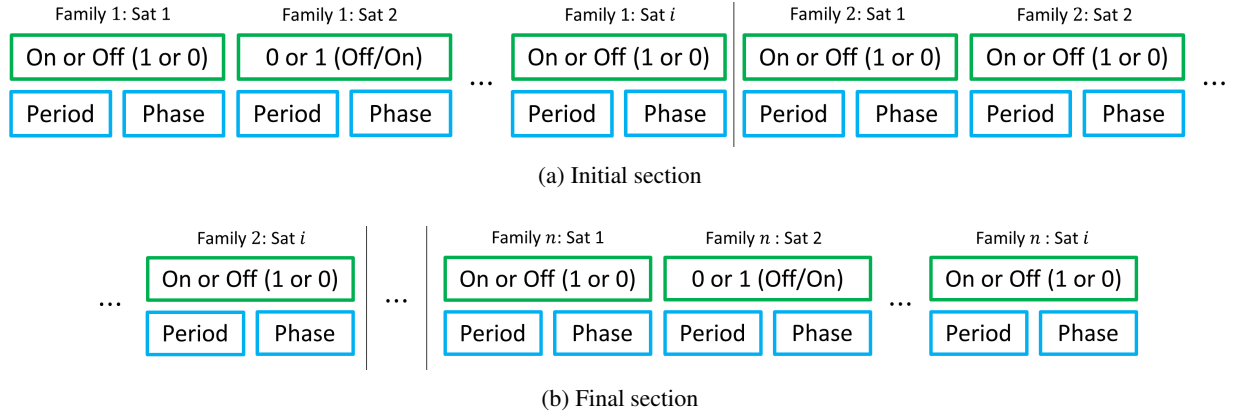 Family 1: Sat 1 Family 1: Sat 2 Family 1: Sat i Family 2: Sat 1 Family 2: Sat 2
On or Off (1 or 0) 0 or 1 (Off/On) ... On or Off (1 or 0) On or Off (1 or 0) On or Off (1 or 0) ...
Period Phase Period Phase Period Phase Period Phase Period Phase
(a) Initial section
Family 2: Sat i Family n: Sat 1 Family n : Sat 2 Family n : Sat i
... On or Off (1 or 0) ... On or Off (1 or 0) 0 or 1 (Off/On) ... On or Off (1 or 0)
Period Phase Period Phase Period Phase Period Phase
(b) Final section